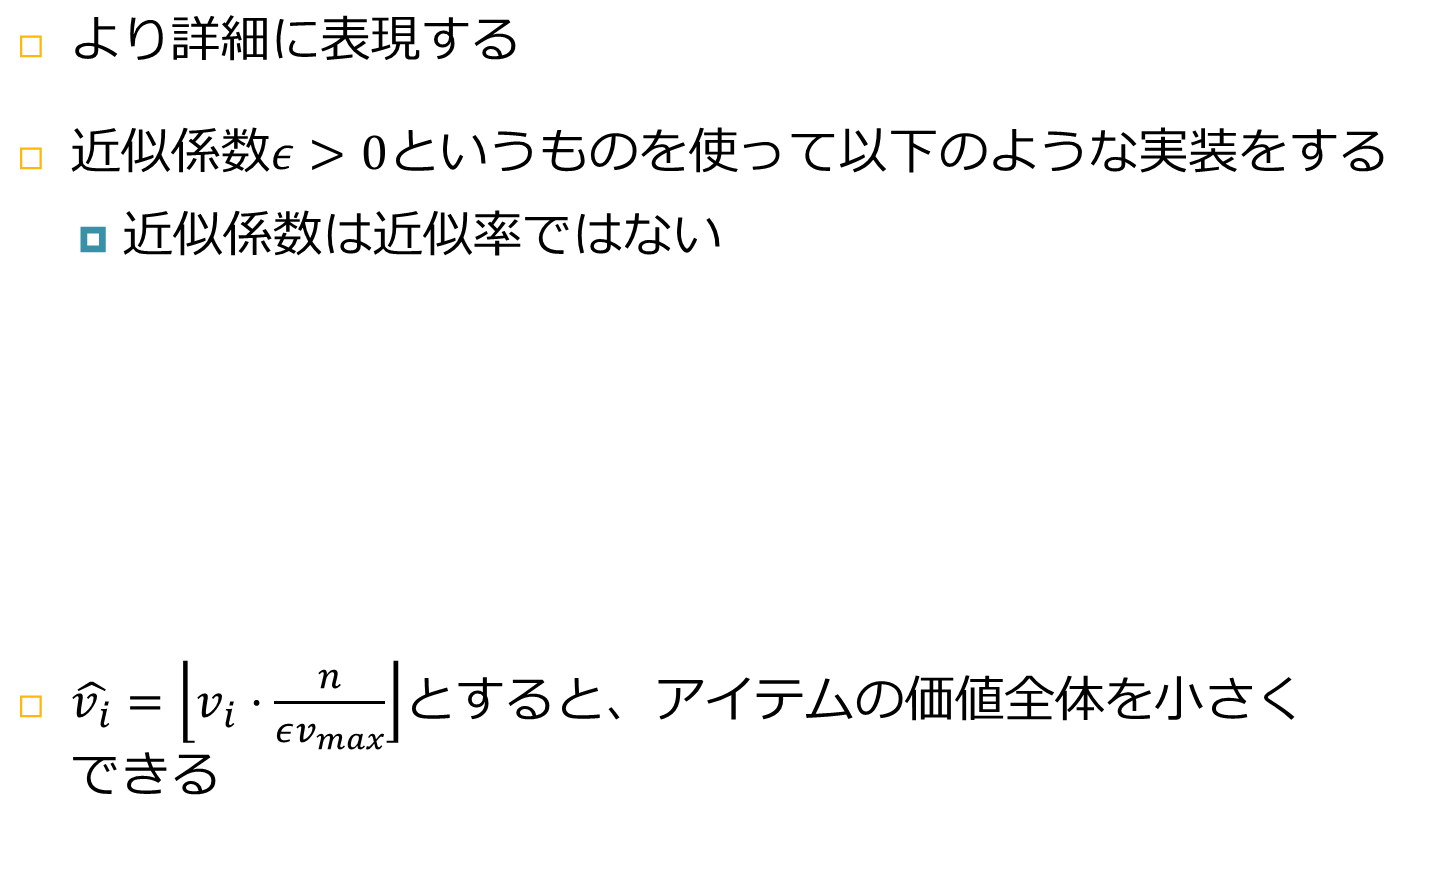 より詳細に表現する
近似係数ϵ > 0というものを使って以下のような実装をする
近似係数は近似率ではない
v̂ᵢ = ⌊vᵢ · n/(ϵv_max)⌋とすると、アイテムの価値全体を小さく
できる